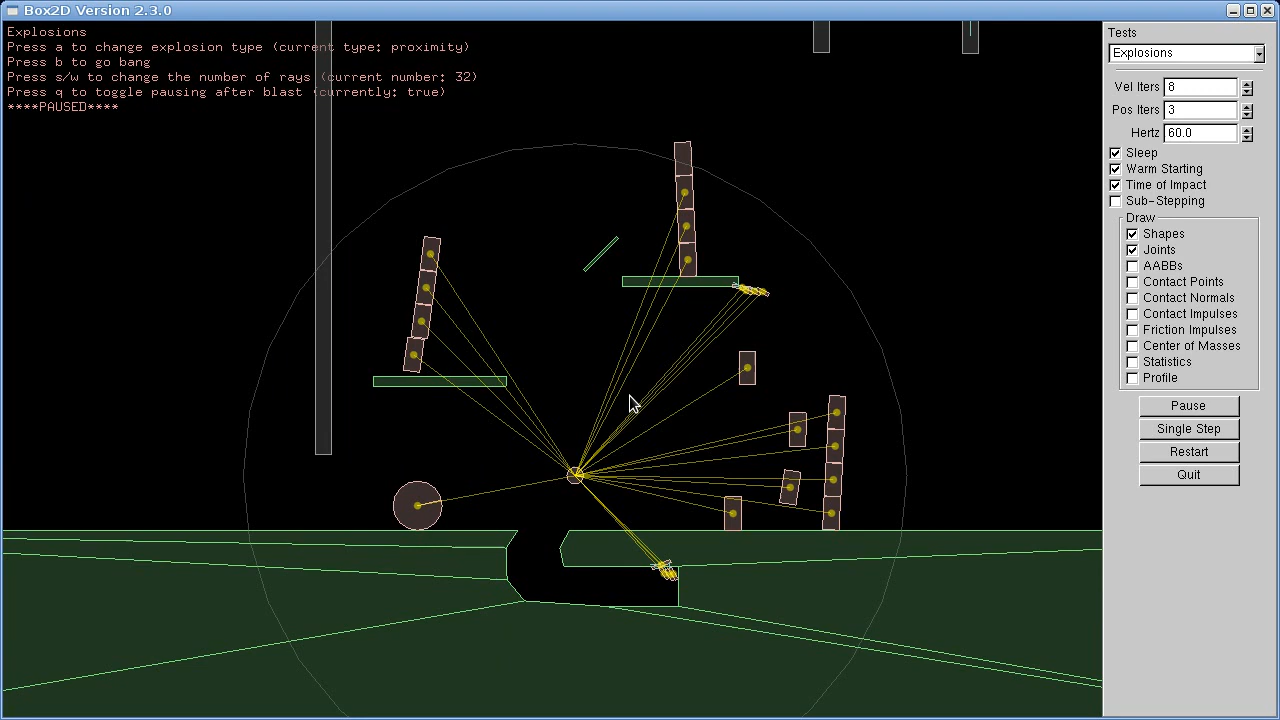 Box2D Version 2.3.0
Explosions
Press a to change explosion type (current type: proximity)
Press b to go bang
Press s/w to change the number of rays (current number: 32)
Press q to toggle pausing after blast (currently: true)
****PAUSED****
Tests
Explosions
Vel Iters 8
Pos Iters 3
Hertz 60.0
Sleep
Warm Starting
Time of Impact
Sub-Stepping
Draw
Shapes
Joints
AABBs
Contact Points
Contact Normals
Contact Impulses
Friction Impulses
Center of Masses
Statistics
Profile
Pause
Single Step
Restart
Quit